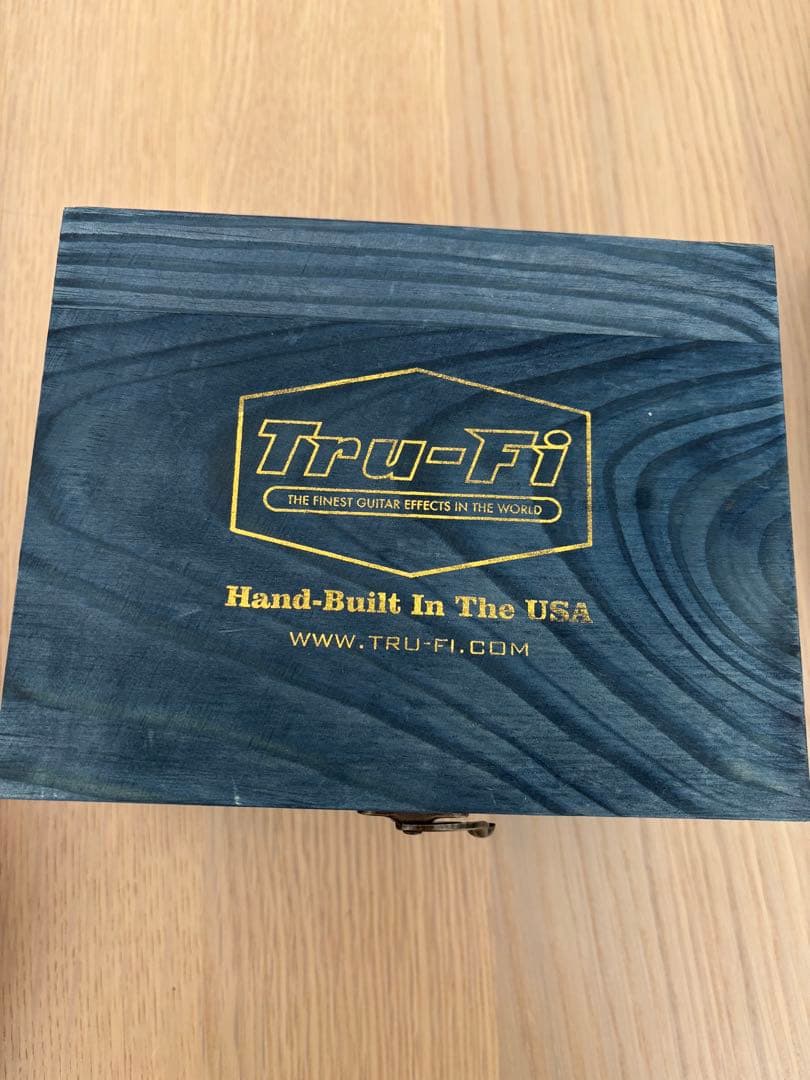 Tru-Fi
THE FINEST GUITAR EFFECTS IN THE WORLD
Hand-Built In The USA
WWW.TRU-FI.COM